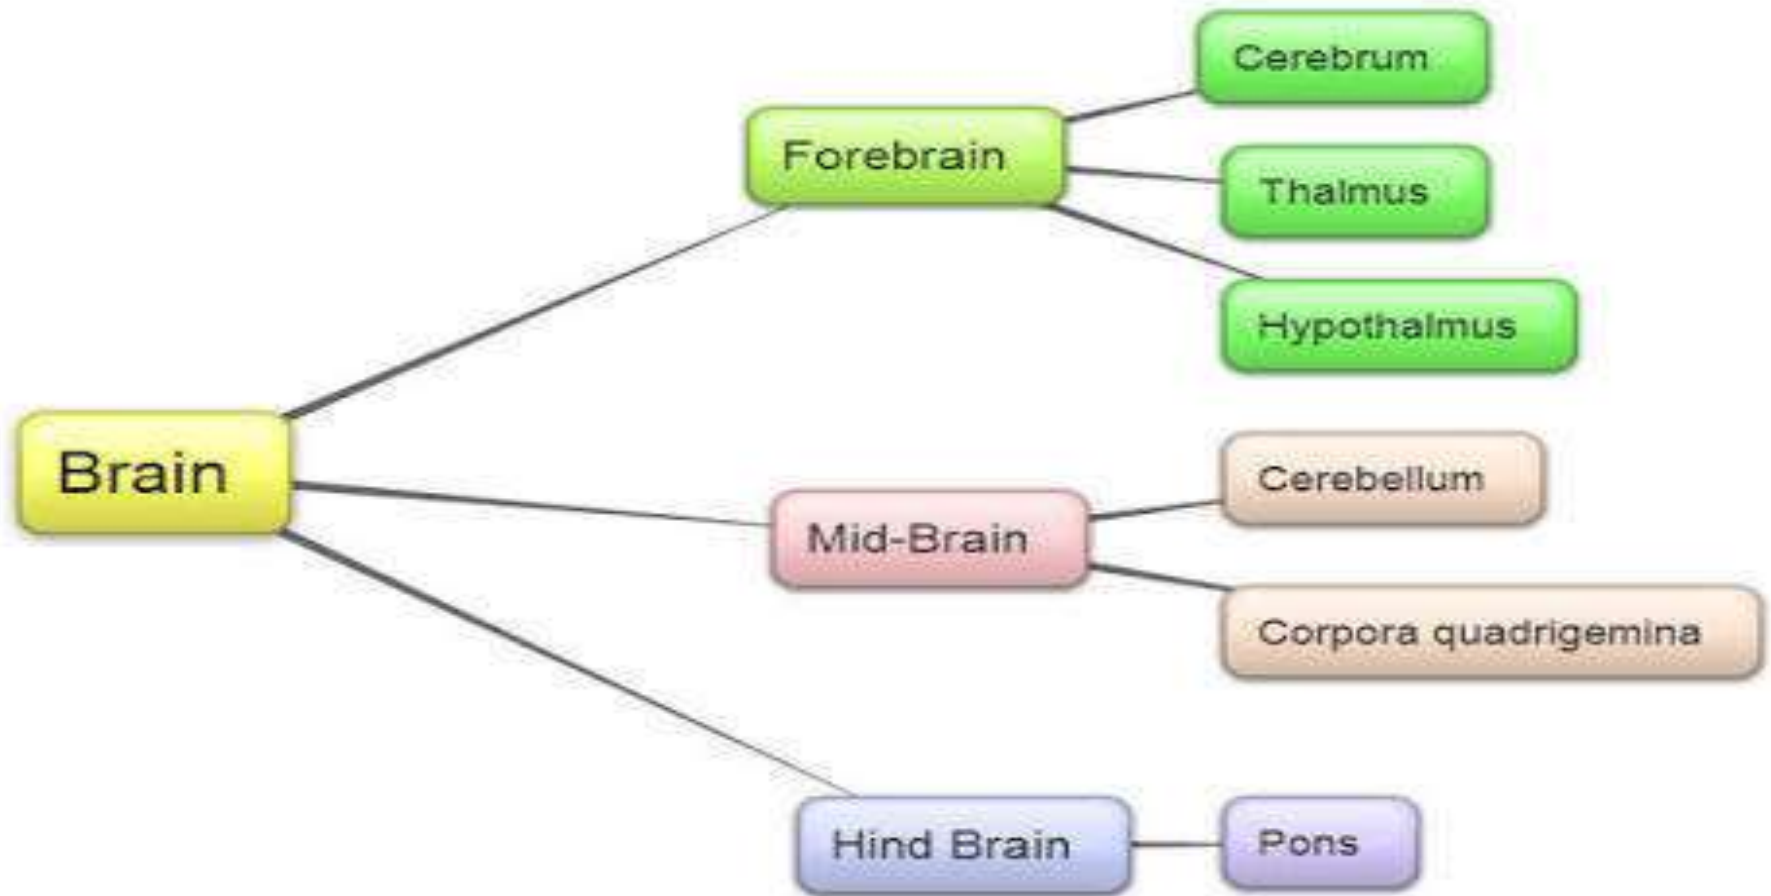 Brain
Forebrain
Cerebrum
Thalmus
Hypothalmus
Mid-Brain
Cerebellum
Corpora quadrigemina
Hind Brain
Pons